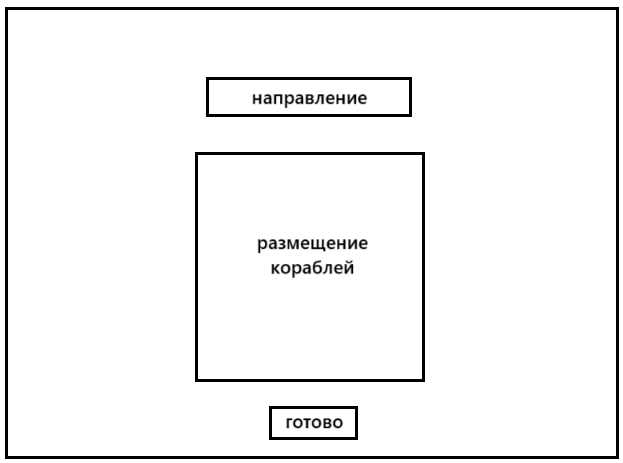 направление
размещение
кораблей
готово